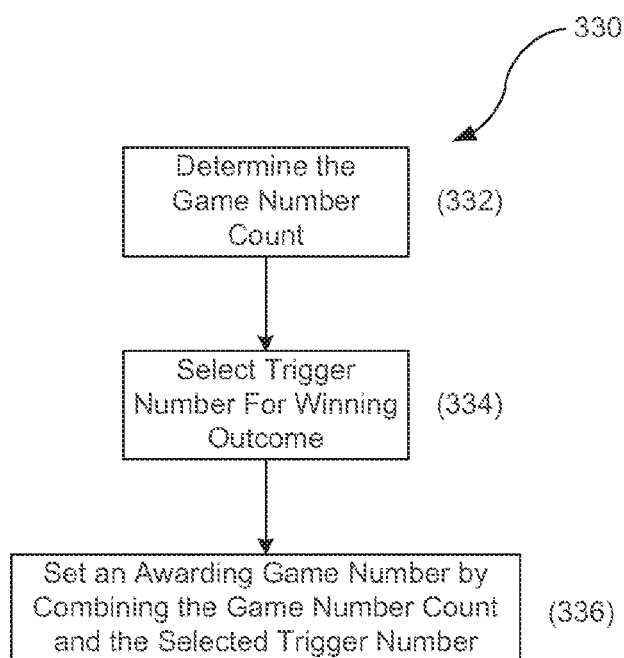 330
Determine the
Game Number
Count
(332)
Select Trigger
Number For Winning
Outcome
(334)
Set an Awarding Game Number by
Combining the Game Number Count
and the Selected Trigger Number
(336)